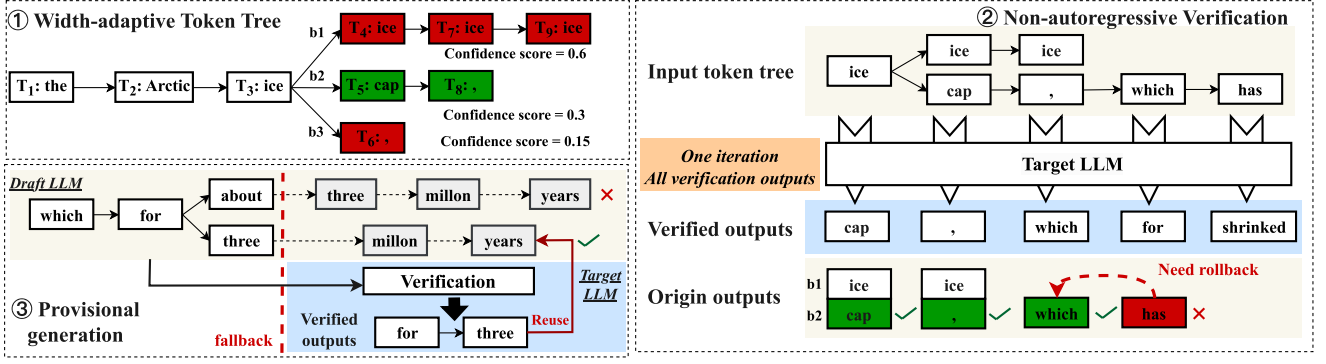 ① Width-adaptive Token Tree
b1
T4: ice
T7: ice
T9: ice
Confidence score = 0.6
T1: the
T2: Arctic
T3: ice
b2
T5: cap
T8: ,
Confidence score = 0.3
b3
T6: ,
Confidence score = 0.15
② Non-autoregressive Verification
Input token tree
ice
ice
ice
cap
,
which
has
One iteration
All verification outputs
Target LLM
Verified outputs
cap
,
which
for
shrinked
Origin outputs
b1
ice
ice
Need rollback
b2
cap
,
which
has
Draft LLM
which
for
about
three
millon
years
three
millon
years
③ Provisional
generation
fallback
Verification
Target
LLM
Verified
outputs
for
three
Reuse